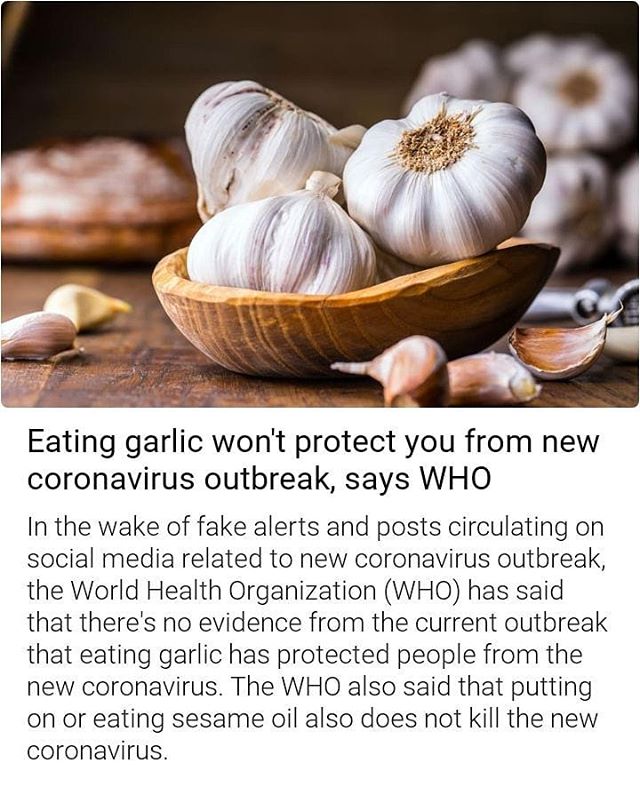 Eating garlic won't protect you from new
coronavirus outbreak, says WHO
In the wake of fake alerts and posts circulating on
social media related to new coronavirus outbreak,
the World Health Organization (WHO) has said
that there's no evidence from the current outbreak
that eating garlic has protected people from the
new coronavirus. The WHO also said that putting
on or eating sesame oil also does not kill the new
coronavirus.